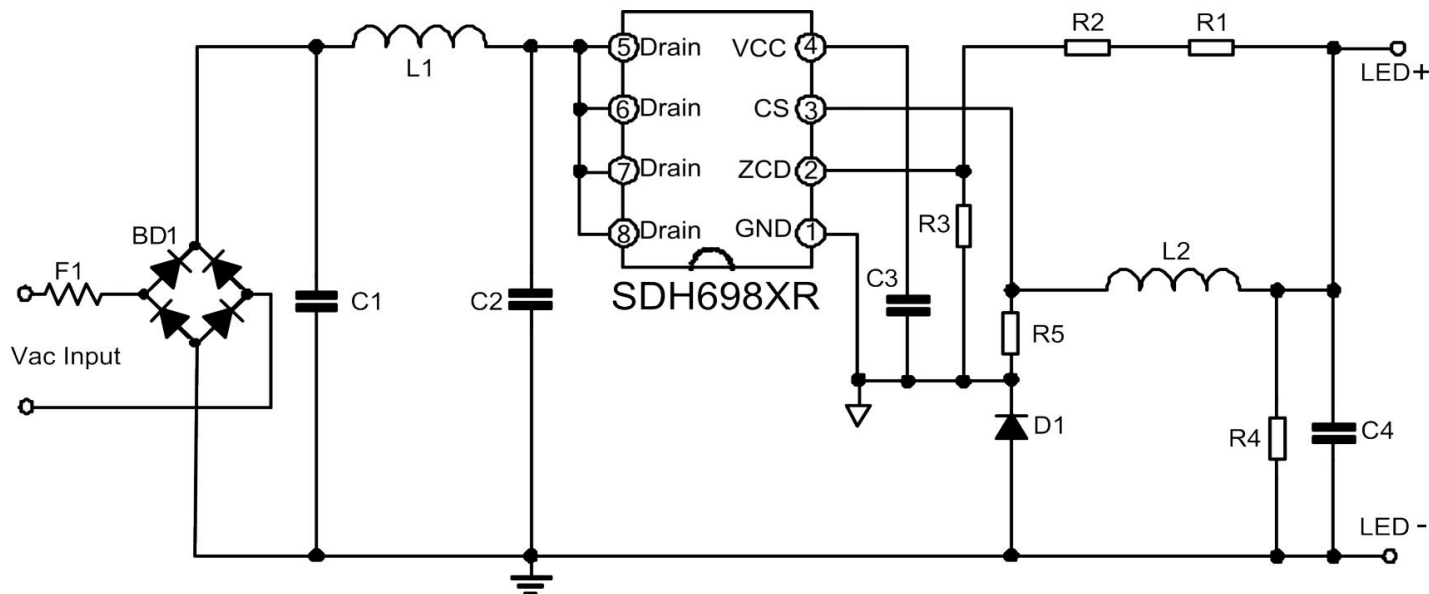 R2
R1
5
Drain
VCC
4
LED+
L1
6
Drain
CS
3
7
Drain
ZCD
2
8
Drain
GND
1
R3
BD1
L2
F1
C1
C2
SDH698XR
C3
R5
Vac Input
D1
R4
C4
LED -